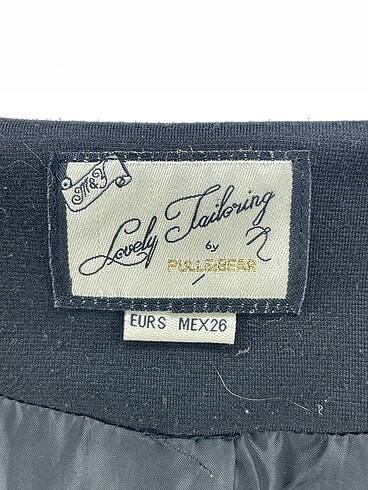 M&J
Lovely Tailoring
by
PULL&BEAR
EUR S MEX 26